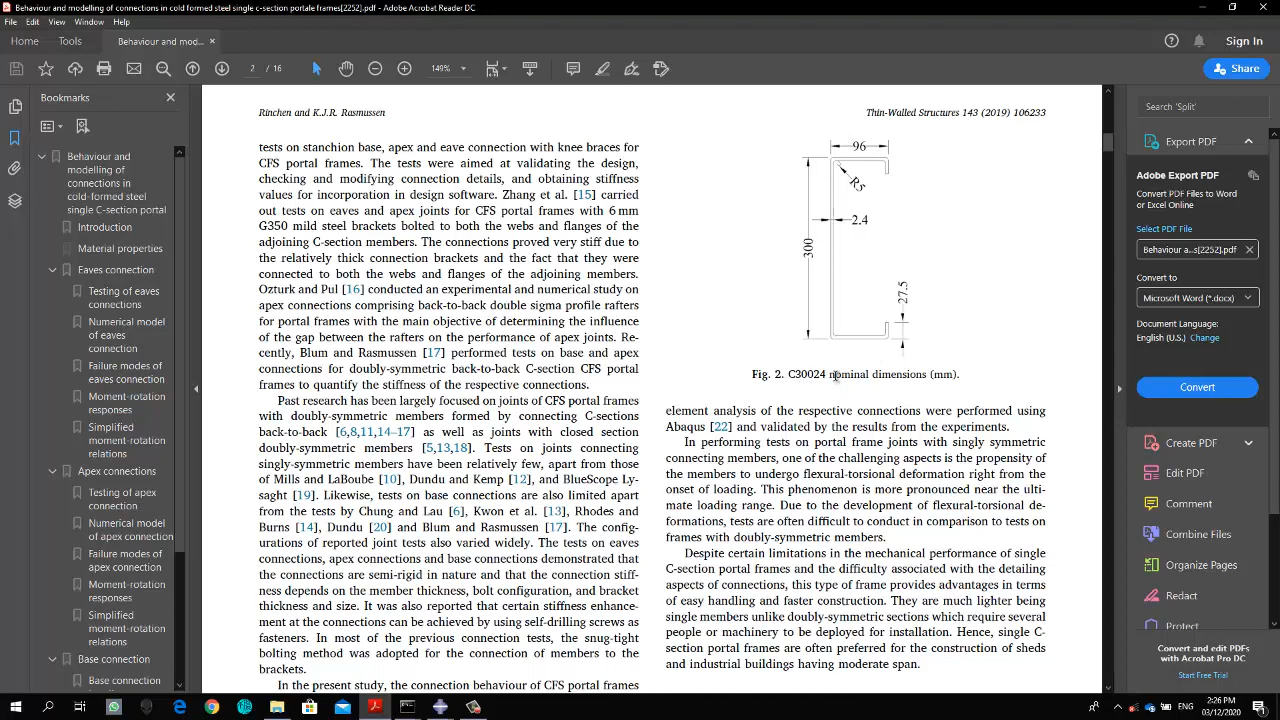 Behaviour and modelling of connections in cold formed steel single c-section portale frames[2252].pdf - Adobe Acrobat Reader DC
File Edit View Window Help
Home Tools Behaviour and mod... × Sign In
2 / 16 149% Share
Bookmarks
Behaviour and
modelling of
connections in
cold-formed
steel single
C-section portal
frames
Introduction
Material properties
Eaves connection
Testing of eaves
connections
Numerical model
of eaves
connection
Failure modes of
eaves connection
Moment-rotation
responses
Simplified
moment-rotation
responses
Apex connections
Testing of apex
connections
Numerical model
of apex connection
Failure modes of
apex connection
Moment-rotation
responses
Simplified
moment-rotation
responses
Base connection
Base connection
Rinchen and K.J.R. Rasmussen
Thin-Walled Structures 143 (2019) 106233
tests on stanchion base, apex and eave connection with knee braces for
CFS portal frames. The tests were aimed at validating the design,
checking and modifying connection details, and obtaining stiffness
values for incorporation in design software. Zhang et al. [15] carried
out tests on eaves and apex joints for CFS portal frames with 6 mm
G350 mild steel brackets bolted to both the webs and flanges of the
adjoining C-section members. The connections proved very stiff due to
the relatively thick connection brackets and the fact that they were
connected to both the webs and flanges of the adjoining members.
Ozturk and Pul [16] conducted an experimental and numerical study on
apex connections comprising back-to-back double sigma profile rafters
for portal frames with the main objective of determining the influence
of the gap between the rafters on the performance of apex joints. Re-
cently, Blum and Rasmussen [17] performed tests on base and apex
connections for doubly-symmetric back-to-back C-section CFS portal
frames to quantify the stiffness of the respective connections.
Past research has been largely focused on joints of CFS portal frames
with doubly-symmetric members formed by connecting C-sections
back-to-back [6,8,11,14–17] as well as joints with closed section
doubly-symmetric members [5,13,18]. Tests on joints connecting
singly-symmetric members have been relatively few, apart from those
of Mills and LaBoube [10], Dundu and Kemp [12], and BlueScope Ly-
saght [19]. Likewise, tests on base connections are also limited apart
from the tests by Chung and Lau [6], Kwon et al. [13], Rhodes and
Burns [14], Dundu [20] and Blum and Rasmussen [17]. The config-
urations of reported joint tests also varied widely. The tests on eaves
connections, apex connections and base connections demonstrated that
the connections are semi-rigid in nature and that the connection stiff-
ness depends on the member thickness, bolt configuration, and bracket
thickness and size. It was also reported that certain stiffness enhance-
ment at the connections can be achieved by using self-drilling screws as
fasteners. In most of the previous connection tests, the snug-tight
bolting method was adopted for the connection of members to the
brackets.
In the present study, the connection behaviour of CFS portal frames
96
R5
2.4
300
27.5
Fig. 2. C30024 nominal dimensions (mm).
element analysis of the respective connections were performed using
Abaqus [22] and validated by the results from the experiments.
In performing tests on portal frame joints with singly symmetric
connecting members, one of the challenging aspects is the propensity of
the members to undergo flexural-torsional deformation right from the
onset of loading. This phenomenon is more pronounced near the ulti-
mate loading range. Due to the development of flexural-torsional de-
formations, tests are often difficult to conduct in comparison to tests on
frames with doubly-symmetric members.
Despite certain limitations in the mechanical performance of single
C-section portal frames and the difficulty associated with the detailing
aspects of connections, this type of frame provides advantages in terms
of easy handling and faster construction. They are much lighter being
single members unlike doubly-symmetric sections which require several
people or machinery to be deployed for installation. Hence, single C-
section portal frames are often preferred for the construction of sheds
and industrial buildings having moderate span.
Search 'Split'
Export PDF
Adobe Export PDF
Convert PDF Files to Word
or Excel Online
Select PDF File
Behaviour a...s[2252].pdf ×
Convert to
Microsoft Word (*.docx)
Document Language:
English (U.S.) Change
Convert
Create PDF
Edit PDF
Comment
Combine Files
Organize Pages
Redact
Protect
Convert and edit PDFs
with Acrobat Pro DC
Start Free Trial
ENG
2:26 PM
03/12/2020